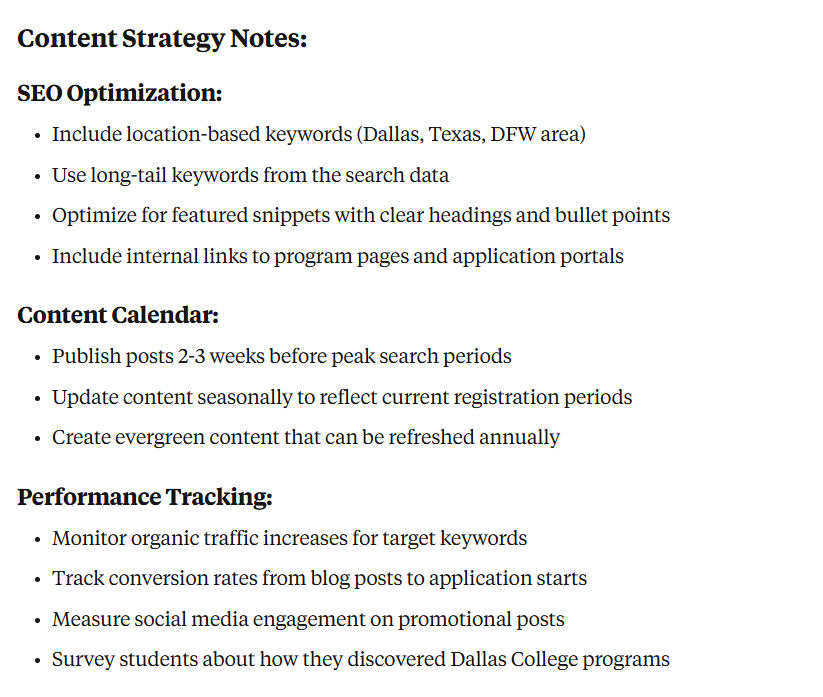 Content Strategy Notes:
SEO Optimization:
• Include location-based keywords (Dallas, Texas, DFW area)
• Use long-tail keywords from the search data
• Optimize for featured snippets with clear headings and bullet points
• Include internal links to program pages and application portals
Content Calendar:
• Publish posts 2-3 weeks before peak search periods
• Update content seasonally to reflect current registration periods
• Create evergreen content that can be refreshed annually
Performance Tracking:
• Monitor organic traffic increases for target keywords
• Track conversion rates from blog posts to application starts
• Measure social media engagement on promotional posts
• Survey students about how they discovered Dallas College programs